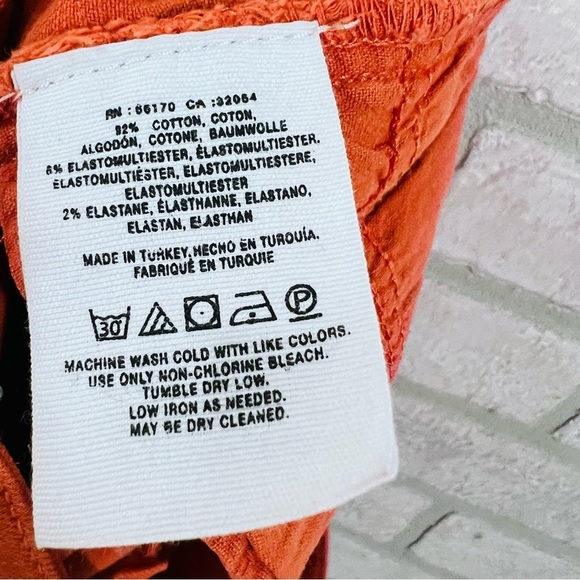 RN : 66170 CA : 32064
92% COTTON, COTON,
ALGODÓN, COTONE, BAUMWOLLE
6% ELASTOMULTIESTER, ÉLASTOMULTIESTER.
ELASTOMULTIÉSTER, ELASTOMULTIESTERE,
ELASTOMULTIESTER
2% ELASTANE, ÉLASTHANNE, ELASTANO,
ELASTAN, ELASTHAN
MADE IN TURKEY.HECHO EN TURQUÍA.
FABRIQUÉ EN TURQUIE
30 P
MACHINE WASH COLD WITH LIKE COLORS.
USE ONLY NON-CHLORINE BLEACH.
TUMBLE DRY LOW.
LOW IRON AS NEEDED.
MAY BE DRY CLEANED.